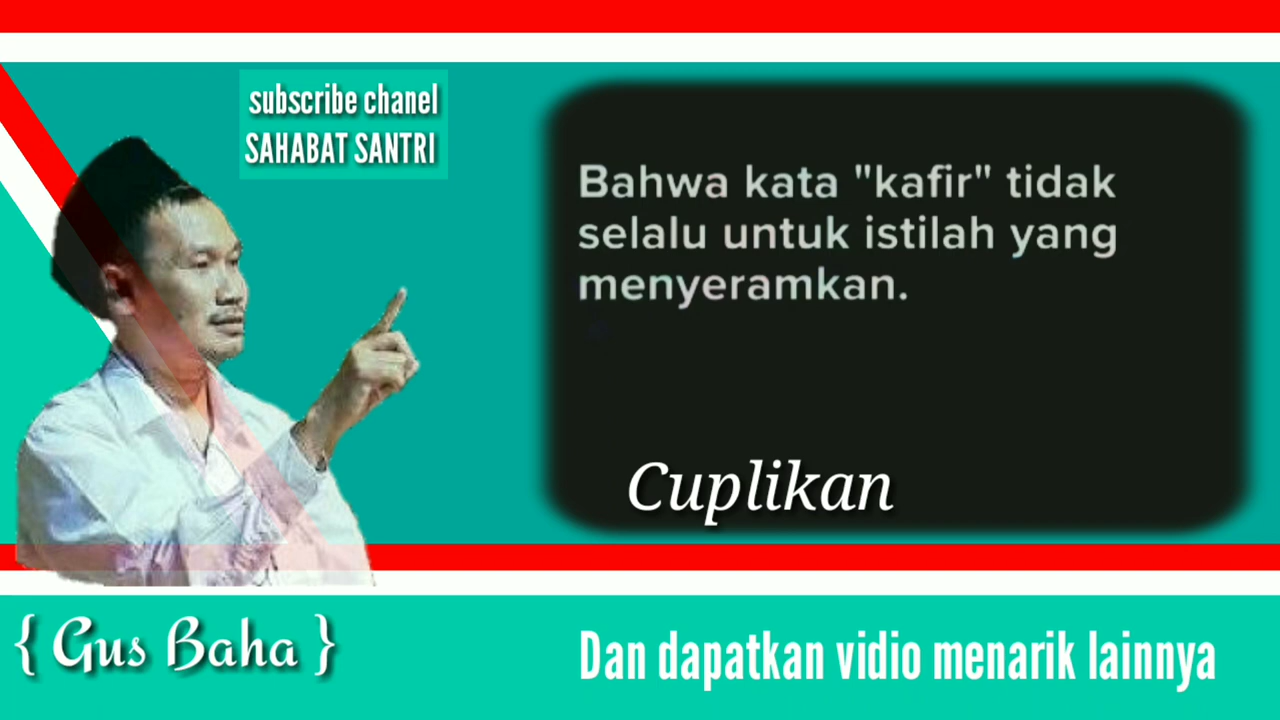 subscribe chanel
SAHABAT SANTRI
Bahwa kata "kafir" tidak
selalu untuk istilah yang
menyeramkan.
Cuplikan
{ Gus Baha }
Dan dapatkan vidio menarik lainnya